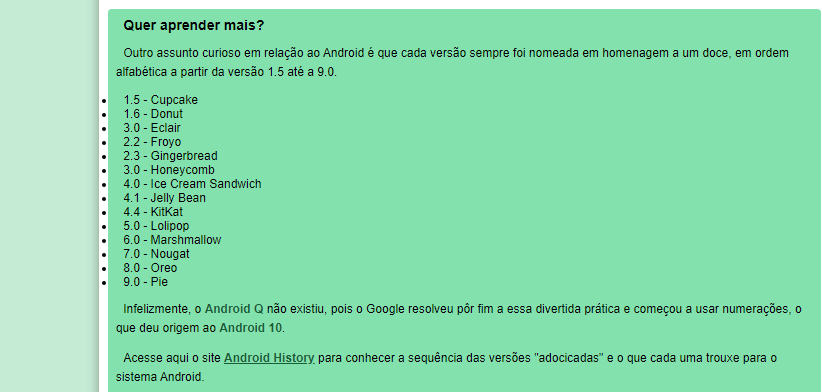 Quer aprender mais?
Outro assunto curioso em relação ao Android é que cada versão sempre foi nomeada em homenagem a um doce, em ordem
alfabética a partir da versão 1.5 até a 9.0.
1.5 - Cupcake
1.6 - Donut
3.0 - Eclair
2.2 - Froyo
2.3 - Gingerbread
3.0 - Honeycomb
4.0 - Ice Cream Sandwich
4.1 - Jelly Bean
4.4 - KitKat
5.0 - Lolipop
6.0 - Marshmallow
7.0 - Nougat
8.0 - Oreo
9.0 - Pie
Infelizmente, o Android Q não existiu, pois o Google resolveu pôr fim a essa divertida prática e começou a usar numerações, o
que deu origem ao Android 10.
Acesse aqui o site Android History para conhecer a sequência das versões "adocicadas" e o que cada uma trouxe para o
sistema Android.